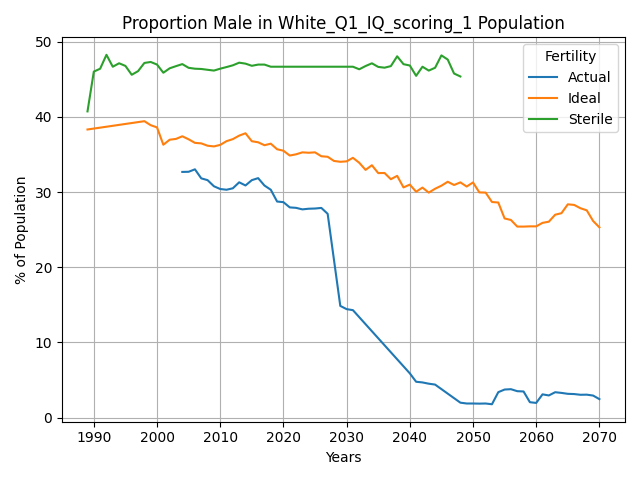 Proportion Male in White_Q1_IQ_scoring_1 Population
Fertility
Actual
Ideal
Sterile
% of Population
50
40
30
20
10
0
1990 2000 2010 2020 2030 2040 2050 2060 2070
Years